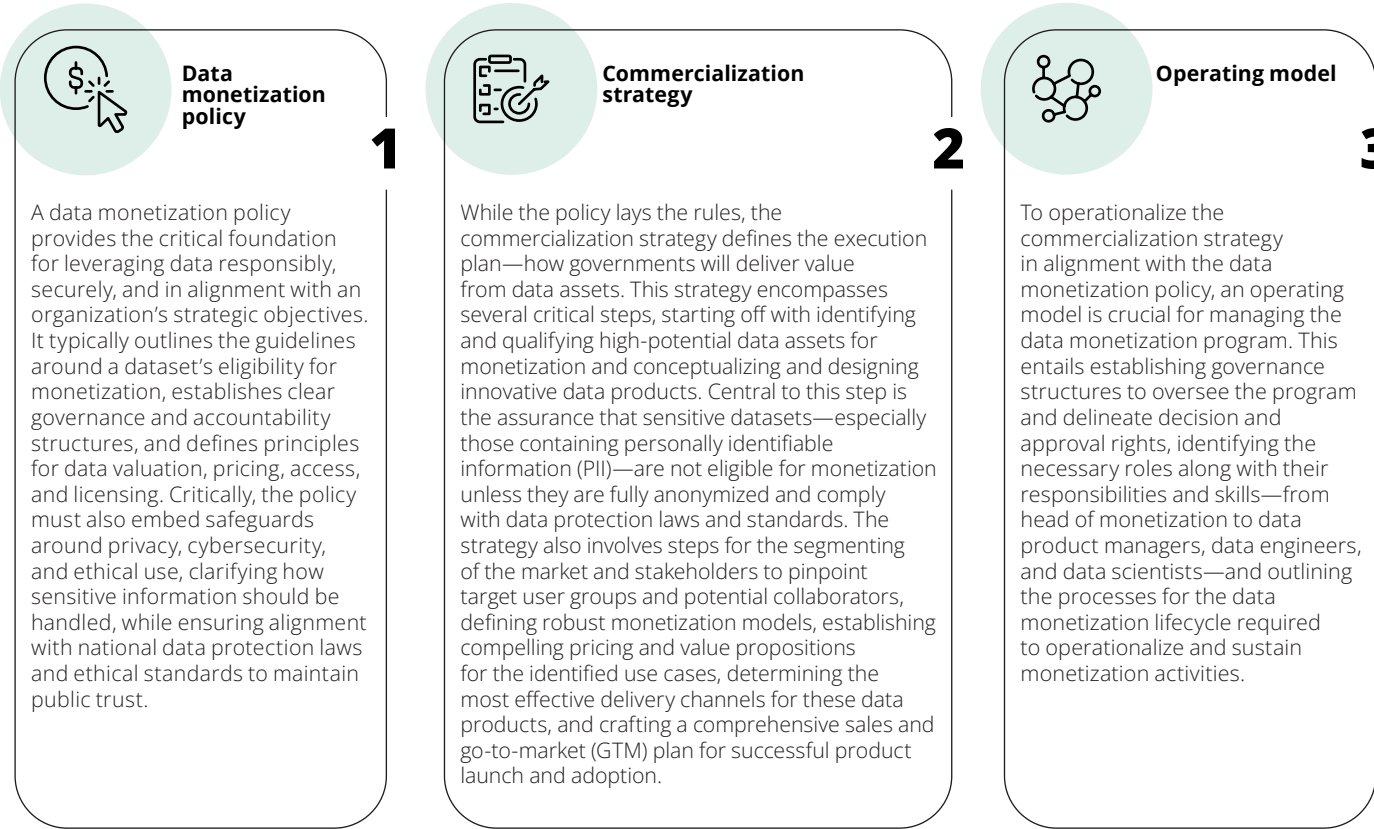 $
Data
monetization
policy
1
A data monetization policy
provides the critical foundation
for leveraging data responsibly,
securely, and in alignment with an
organization’s strategic objectives.
It typically outlines the guidelines
around a dataset’s eligibility for
monetization, establishes clear
governance and accountability
structures, and defines principles
for data valuation, pricing, access,
and licensing. Critically, the policy
must also embed safeguards
around privacy, cybersecurity,
and ethical use, clarifying how
sensitive information should be
handled, while ensuring alignment
with national data protection laws
and ethical standards to maintain
public trust.
Commercialization
strategy
2
While the policy lays the rules, the
commercialization strategy defines the execution
plan—how governments will deliver value
from data assets. This strategy encompasses
several critical steps, starting off with identifying
and qualifying high-potential data assets for
monetization and conceptualizing and designing
innovative data products. Central to this step is
the assurance that sensitive datasets—especially
those containing personally identifiable
information (PII)—are not eligible for monetization
unless they are fully anonymized and comply
with data protection laws and standards. The
strategy also involves steps for the segmenting
of the market and stakeholders to pinpoint
target user groups and potential collaborators,
defining robust monetization models, establishing
compelling pricing and value propositions
for the identified use cases, determining the
most effective delivery channels for these data
products, and crafting a comprehensive sales and
go-to-market (GTM) plan for successful product
launch and adoption.
Operating model
3
To operationalize the
commercialization strategy
in alignment with the data
monetization policy, an operating
model is crucial for managing the
data monetization program. This
entails establishing governance
structures to oversee the program
and delineate decision and
approval rights, identifying the
necessary roles along with their
responsibilities and skills—from
head of monetization to data
product managers, data engineers,
and data scientists—and outlining
the processes for the data
monetization lifecycle required
to operationalize and sustain
monetization activities.